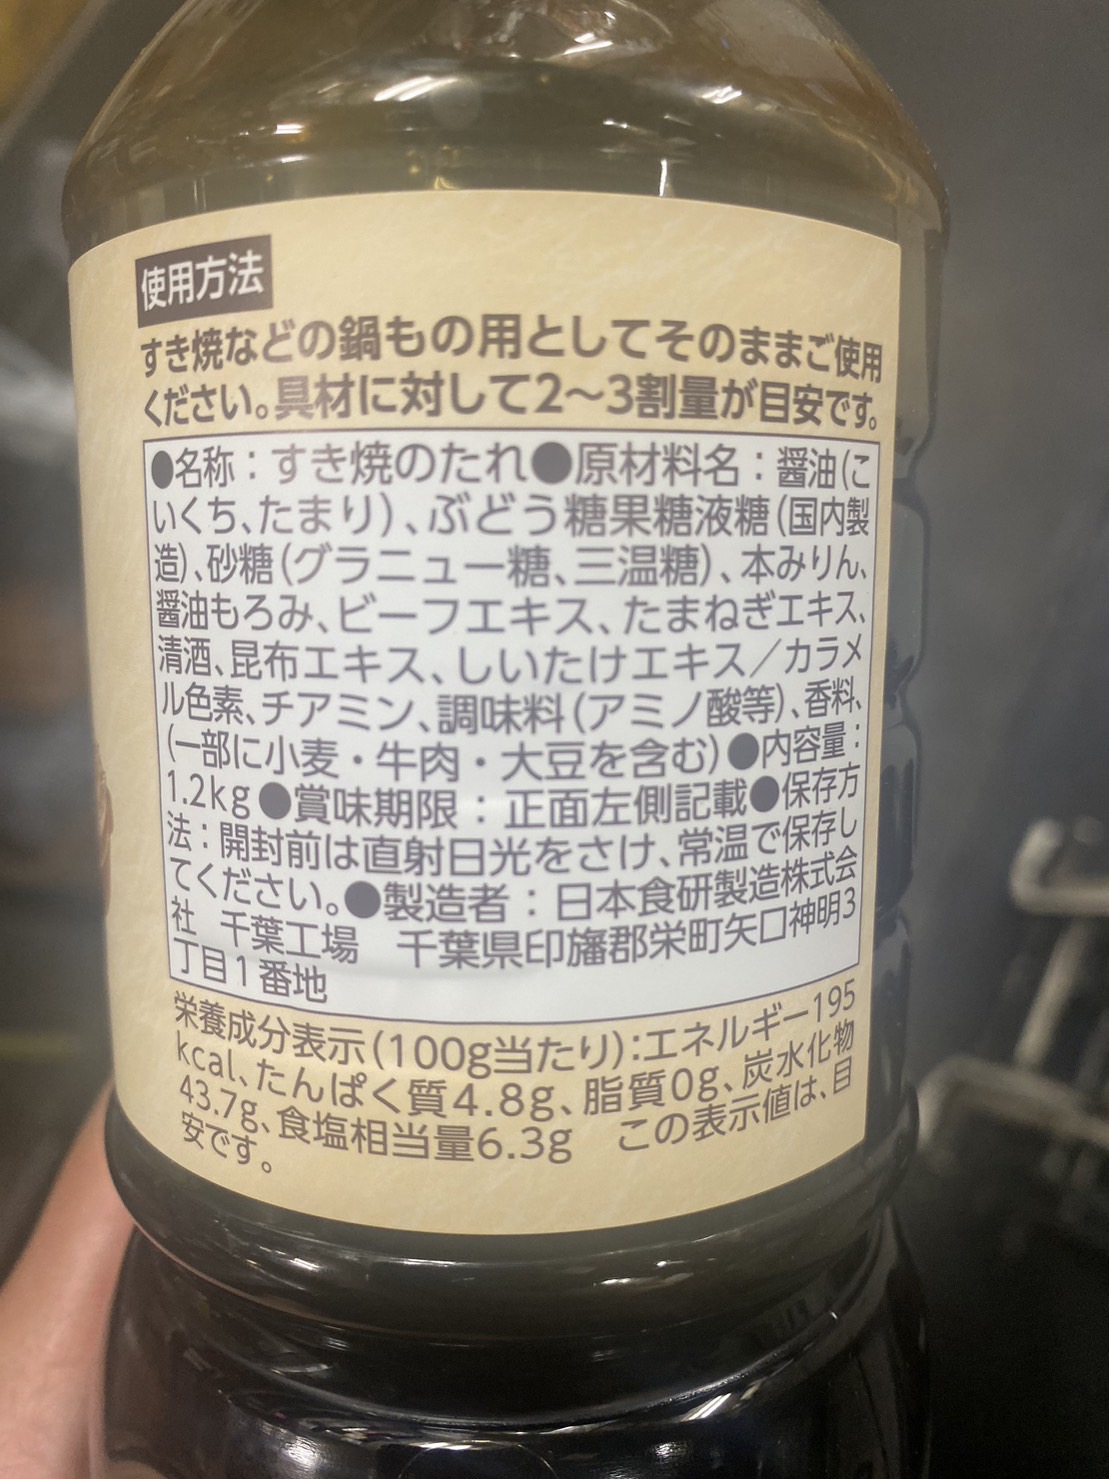 使用方法
すき焼などの鍋もの用としてそのままご使用
ください。具材に対して2〜3割量が目安です。
●名称：すき焼のたれ●原材料名：醤油(こ
いくち、たまり)、ぶどう糖果糖液糖(国内製
造)、砂糖(グラニュー糖、三温糖)、本みりん、
醤油もろみ、ビーフエキス、たまねぎエキス、
清酒、昆布エキス、しいたけエキス／カラメ
ル色素、チアミン、調味料(アミノ酸等)、香料、
(一部に小麦・牛肉・大豆を含む)●内容量：
1.2kg●賞味期限：正面左側記載●保存方
法：開封前は直射日光をさけ、常温で保存し
てください。●製造者：日本食研製造株式会
社　千葉工場　千葉県印旛郡栄町矢口神明3
丁目1番地
栄養成分表示(100g当たり):エネルギー195
kcal、たんぱく質4.8g、脂質0g、炭水化物
43.7g、食塩相当量6.3g　この表示値は、目
安です。